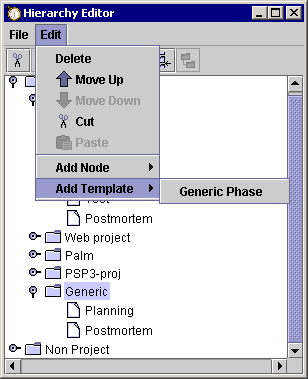 Hierarchy Editor
File Edit
Delete
Move Up
Move Down
Cut
Paste
Add Node
Add Template
Generic Phase
Postmortem
Web project
Palm
PSP3-proj
Generic
Planning
Postmortem
Non Project